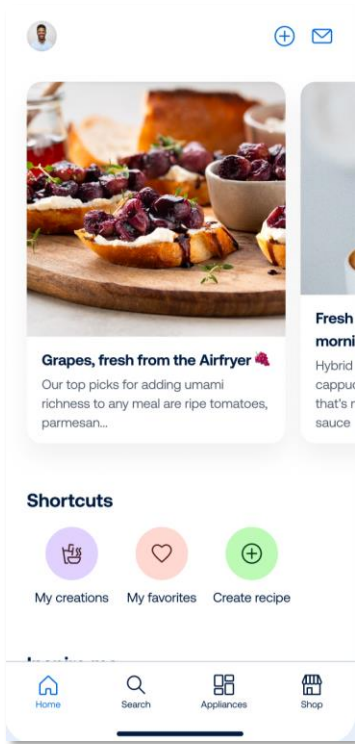 Grapes, fresh from the Airfryer 🍇
Our top picks for adding umami
richness to any meal are ripe tomatoes,
parmesan...
Fresh
morni
Hybrid
cappuc
that's r
sauce
Shortcuts
My creations
My favorites
Create recipe
Home
Search
Appliances
Shop